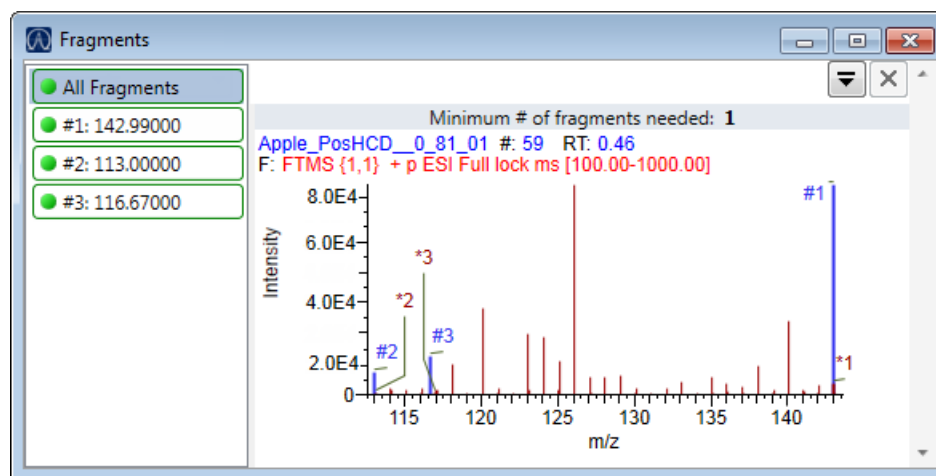 Fragments
All Fragments
#1: 142.99000
#2: 113.00000
#3: 116.67000
Minimum # of fragments needed: 1
Apple_PosHCD__0_81_01 #: 59 RT: 0.46
F: FTMS {1,1} + p ESI Full lock ms [100.00-1000.00]
Intensity
8.0E4
6.0E4
4.0E4
2.0E4
0
#1
*3
*2
#3
#2
*1
115 120 125 130 135 140
m/z